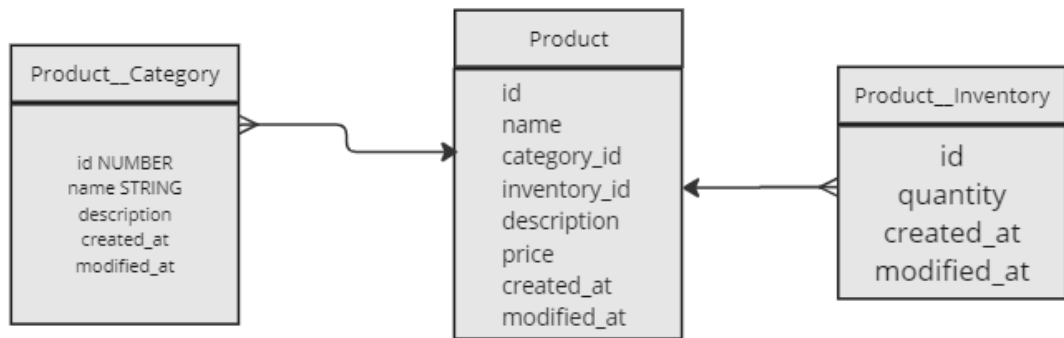 Product__Category
id NUMBER
name STRING
description
created_at
modified_at
Product
id
name
category_id
inventory_id
description
price
created_at
modified_at
Product__Inventory
id
quantity
created_at
modified_at